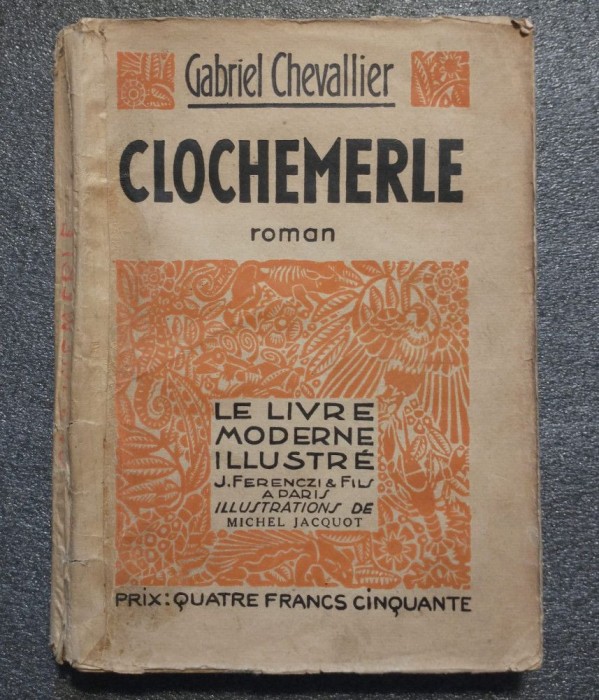 Gabriel Chevallier
CLOCHEMERLE
roman
LE LIVRE
MODERNE
ILLUSTRÉ
J. FERENCZI & FILS
A PARIS
ILLUSTRATIONS DE
MICHEL JACQUOT
PRIX: QUATRE FRANCS CINQUANTE
EMERLE